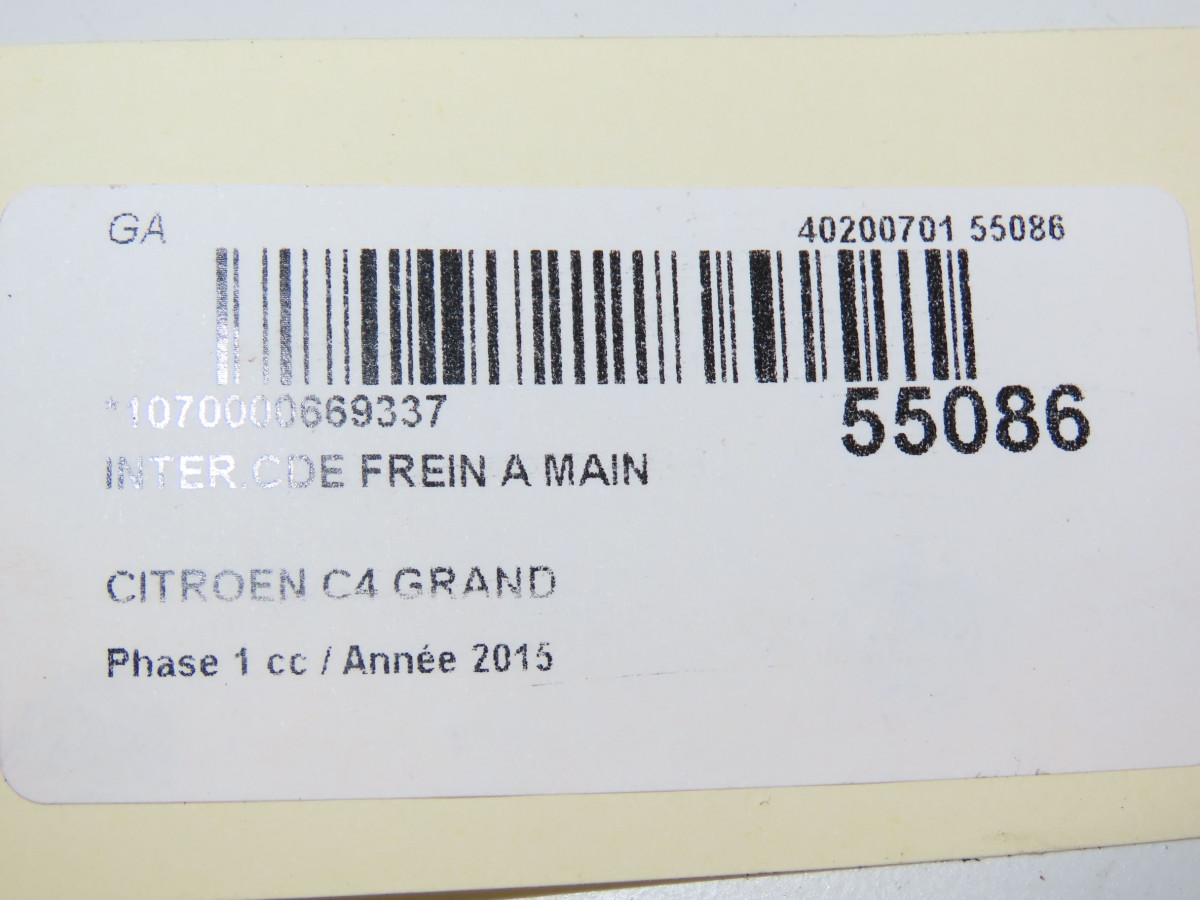 GA
40200701 55086
*1070000669337
55086
INTER.CDE FREIN A MAIN
CITROEN C4 GRAND
Phase 1 cc / Année 2015